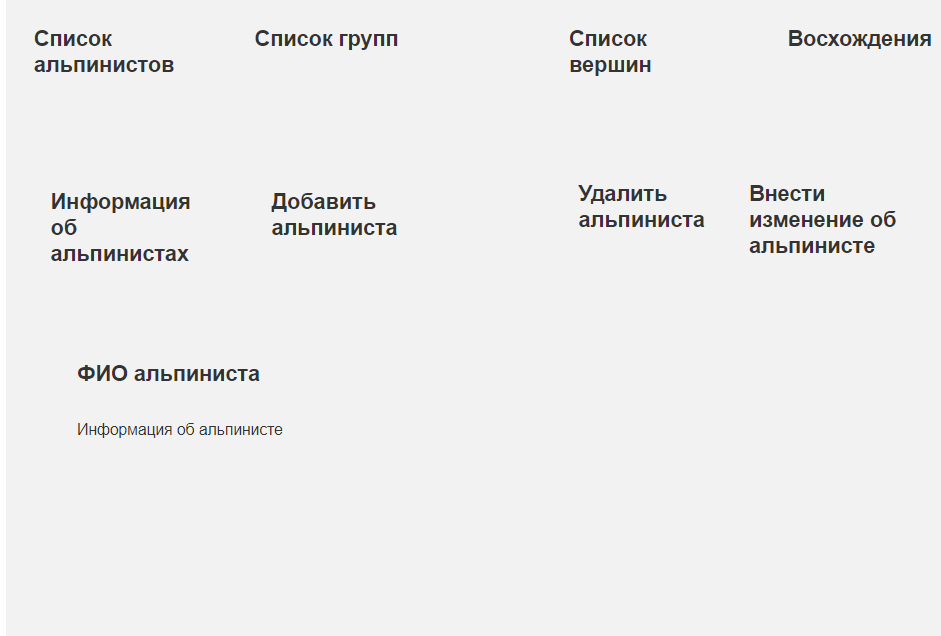 Список
альпинистов
Список групп
Список
вершин
Восхождения
Информация
об
альпинистах
Добавить
альпиниста
Удалить
альпиниста
Внести
изменение об
альпинисте
ФИО альпиниста
Информация об альпинисте